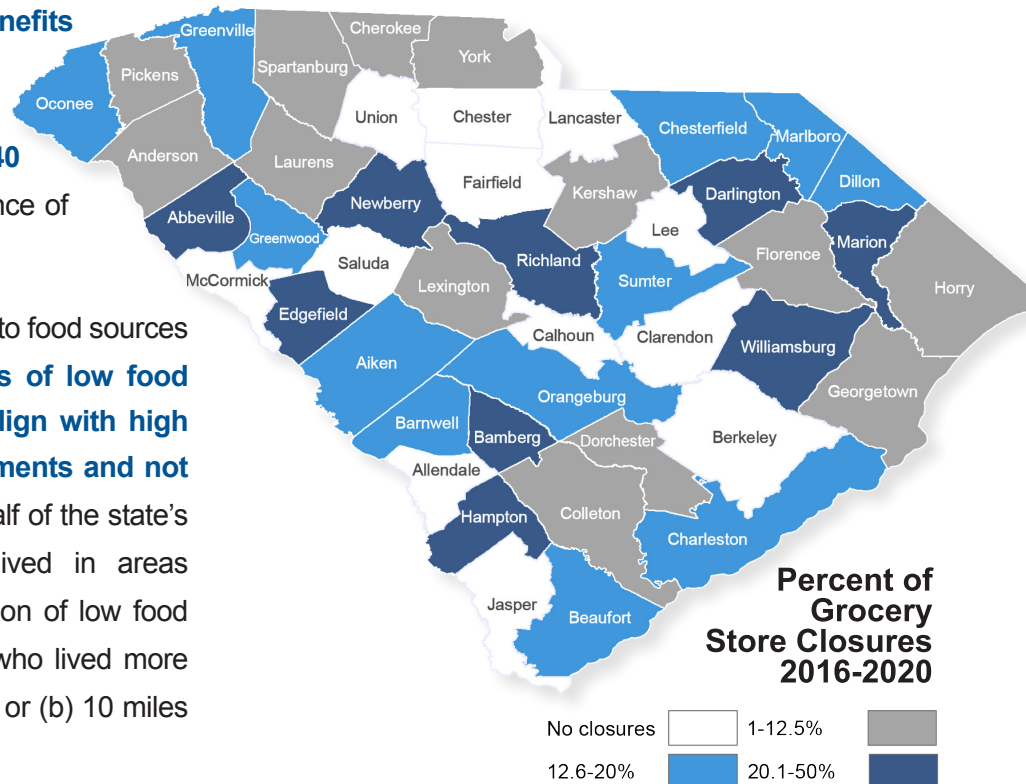 nefits
40
nce of
to food sources
s of low food
lign with high
ments and not
alf of the state's
ived in areas
on of low food
who lived more
or (b) 10 miles
Cherokee
Greenville
York
Spartanburg
Pickens
Oconee
Union
Chester
Lancaster
Chesterfield
Marlboro
Anderson
Laurens
Fairfield
Kershaw
Darlington
Dillon
Abbeville
Newberry
Greenwood
Lee
Marion
Saluda
Richland
Florence
McCormick
Lexington
Sumter
Horry
Edgefield
Calhoun
Clarendon
Williamsburg
Aiken
Orangeburg
Georgetown
Barnwell
Bamberg
Dorchester
Berkeley
Allendale
Hampton
Colleton
Charleston
Jasper
Beaufort
Percent of
Grocery
Store Closures
2016-2020
No closures 1-12.5%
12.6-20% 20.1-50%